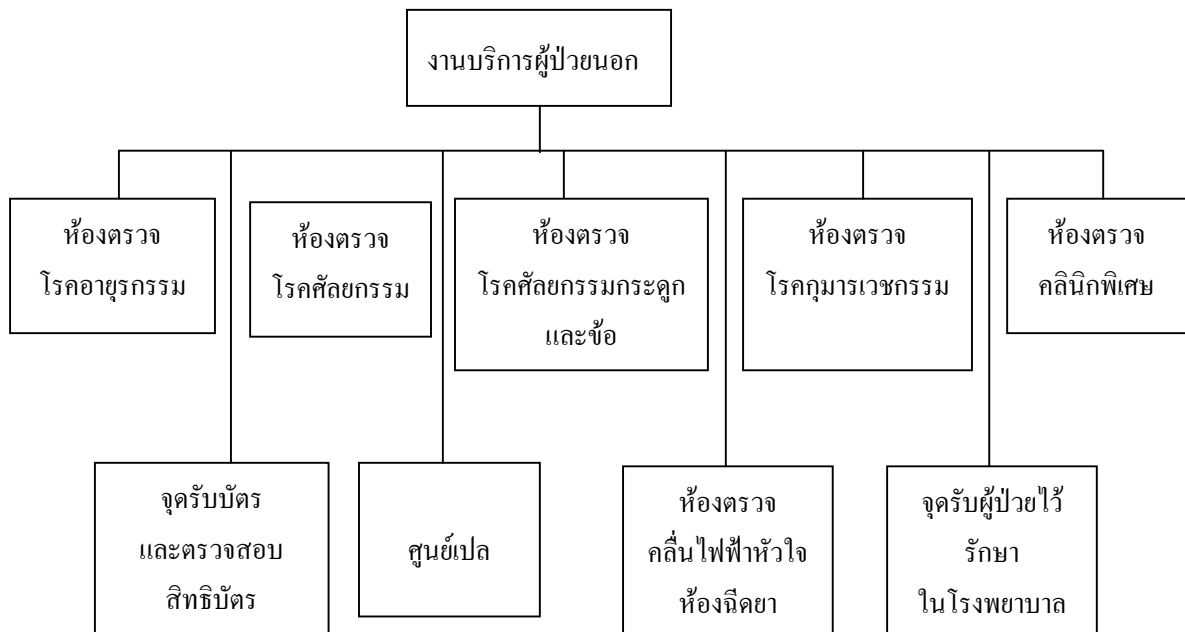 งานบริการผู้ป่วยนอก
ห้องตรวจ
โรคอายุรกรรม
ห้องตรวจ
โรคศัลยกรรม
ห้องตรวจ
โรคศัลยกรรมกระดูก
และข้อ
ห้องตรวจ
โรคกุมารเวชกรรม
ห้องตรวจ
คลินิกพิเศษ
จุดรับบัตร
และตรวจสอบ
สิทธิบัตร
ศูนย์เปล
ห้องตรวจ
คลื่นไฟฟ้าหัวใจ
ห้องฉีดยา
จุดรับผู้ป่วยไว้
รักษา
ในโรงพยาบาล